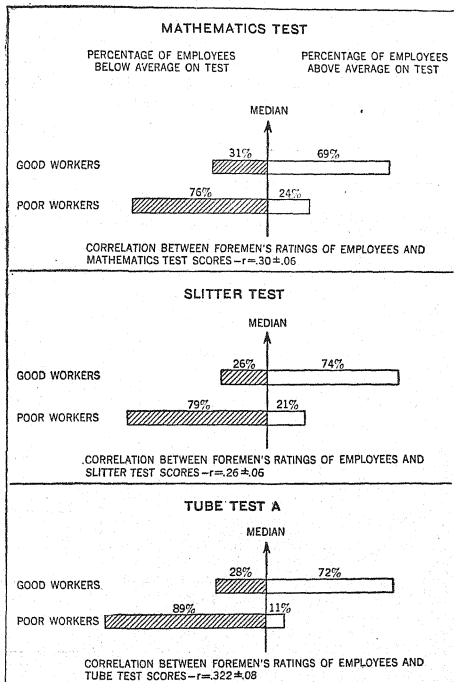 MATHEMATICS TEST
PERCENTAGE OF EMPLOYEES BELOW AVERAGE ON TEST
PERCENTAGE OF EMPLOYEES ABOVE AVERAGE ON TEST
MEDIAN
GOOD WORKERS 31% 69%
POOR WORKERS 76% 24%
CORRELATION BETWEEN FOREMEN'S RATINGS OF EMPLOYEES AND
MATHEMATICS TEST SCORES–r=.30±.06
SLITTER TEST
MEDIAN
GOOD WORKERS 26% 74%
POOR WORKERS 79% 21%
CORRELATION BETWEEN FOREMEN'S RATINGS OF EMPLOYEES AND
SLITTER TEST SCORES–r=.26±.06
TUBE TEST A
MEDIAN
GOOD WORKERS 28% 72%
POOR WORKERS 89% 11%
CORRELATION BETWEEN FOREMEN'S RATINGS OF EMPLOYEES AND
TUBE TEST SCORES–r=.322±.08